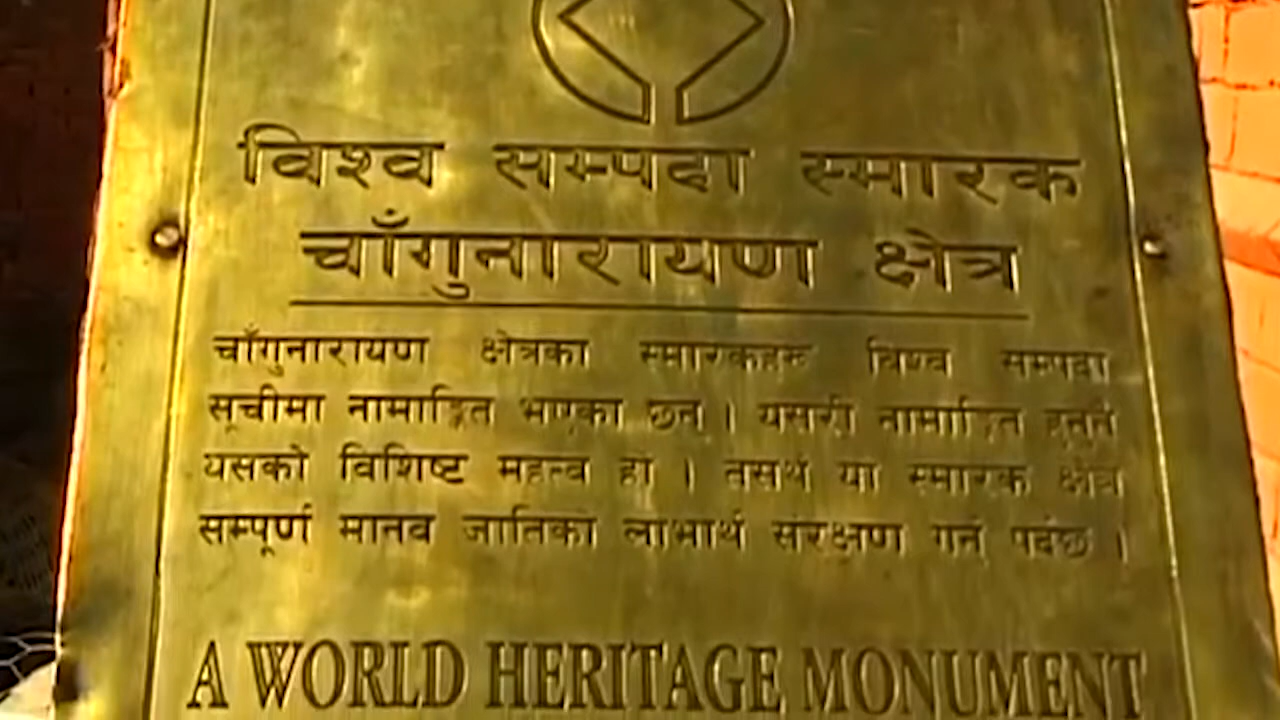 विश्व सम्पदा स्मारक
चाँगुनारायण क्षेत्र
चाँगुनारायण क्षेत्रका स्मारकहरू विश्व सम्पदा
सूचीमा नामाङ्कित भएका छन् । यसरी नामाङ्कित हुनुने
यसको विशिष्ट महत्व हो । तसर्थ यो स्मारक क्षेत्र
सम्पूर्ण मानव जातिको लाभार्थ संरक्षण गर्नु पर्दछ ।
A WORLD HERITAGE MONUMENT